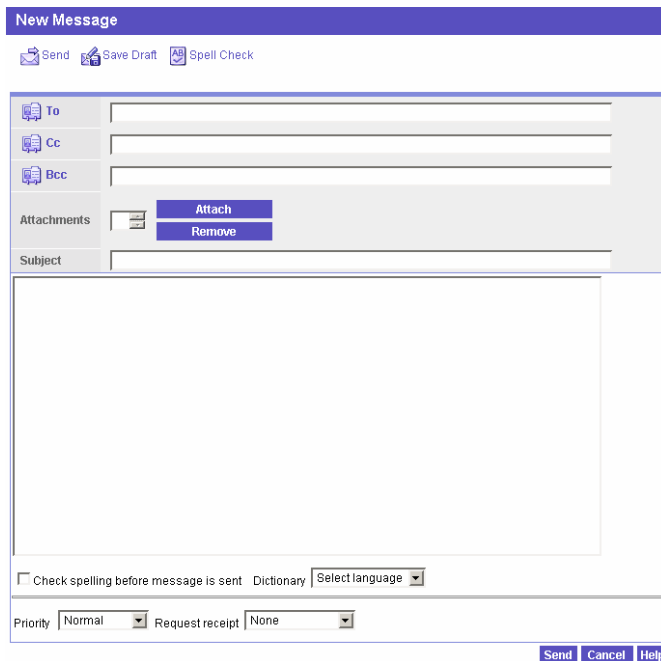 New Message
Send Save Draft Spell Check
To
Cc
Bcc
Attachments Attach
Remove
Subject
Check spelling before message is sent Dictionary Select language
Priority Normal Request receipt None
Send Cancel Help